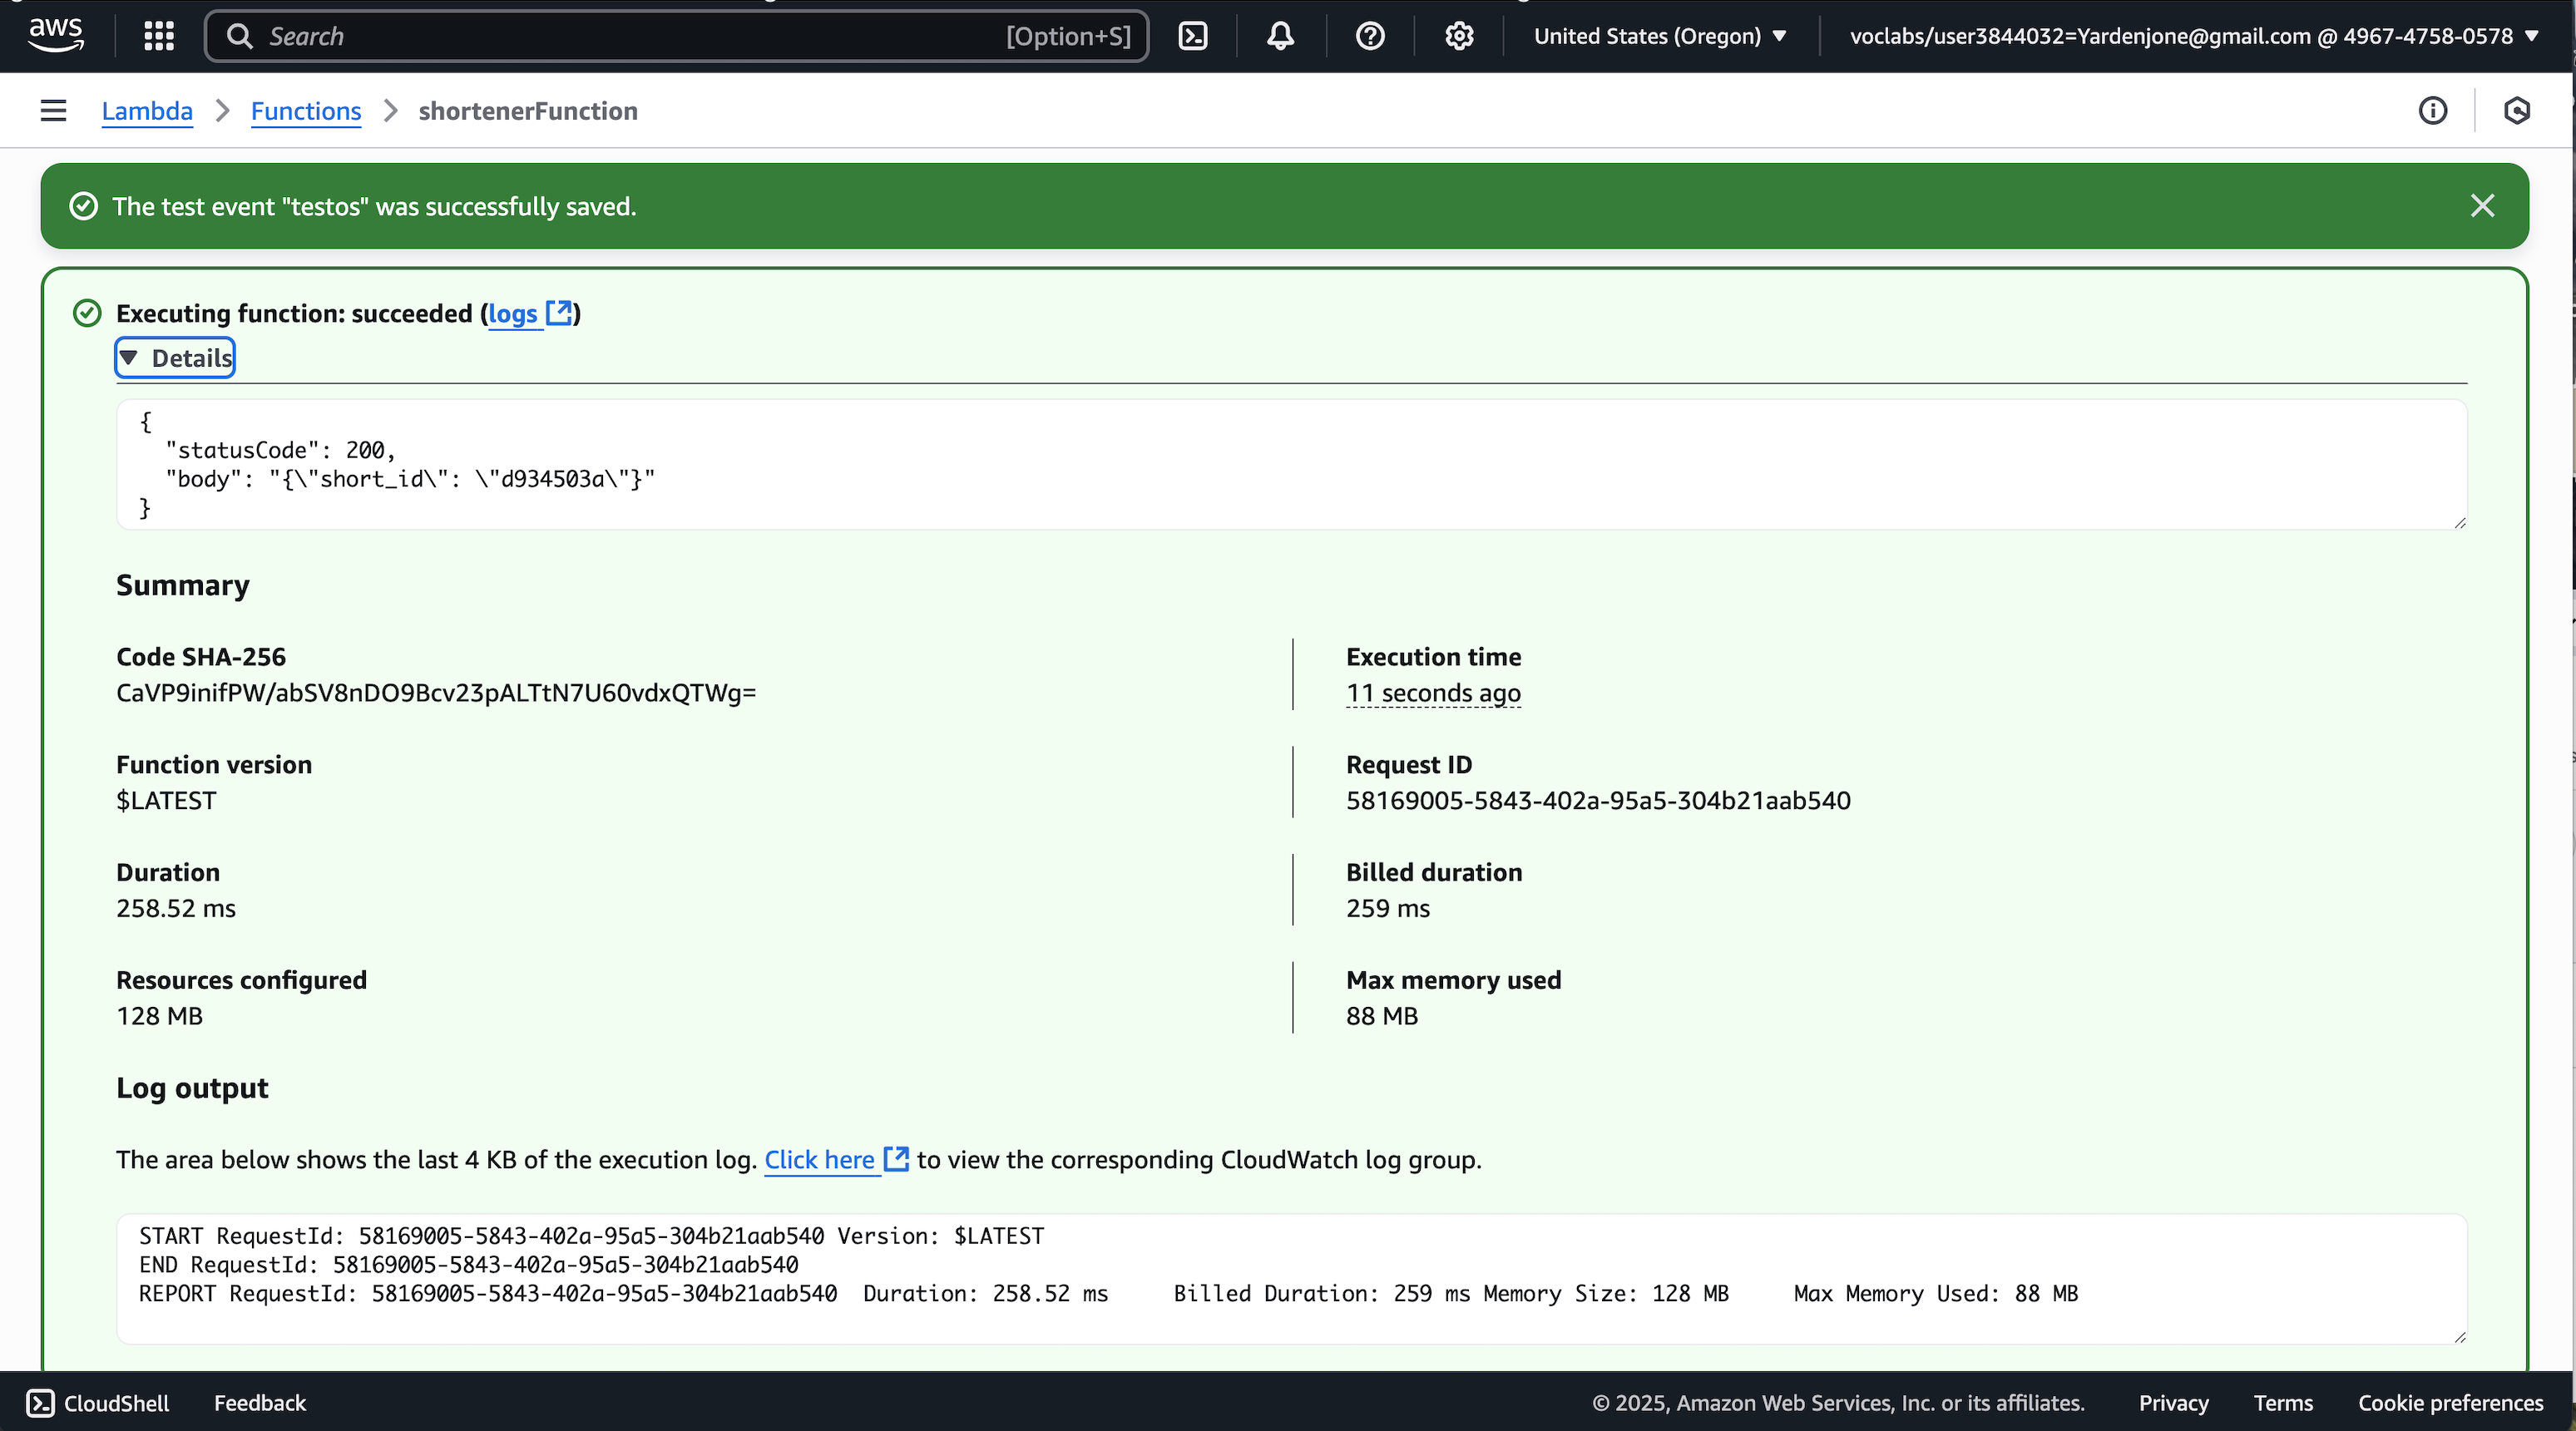 aws
Search [Option+S] United States (Oregon) voclabs/user3844032=Yardenjone@gmail.com @ 4967-4758-0578
Lambda Functions shortenerFunction
The test event "testos" was successfully saved.
Executing function: succeeded (logs)
Details
{
"statusCode": 200,
"body": "{\"short_id\": \"d934503a\"}"
}
Summary
Code SHA-256
CaVP9inifPW/abSV8nDO9Bcv23pALTtN7U60vdxQTWg=
Execution time
11 seconds ago
Function version
$LATEST
Request ID
58169005-5843-402a-95a5-304b21aab540
Duration
258.52 ms
Billed duration
259 ms
Resources configured
128 MB
Max memory used
88 MB
Log output
The area below shows the last 4 KB of the execution log. Click here to view the corresponding CloudWatch log group.
START RequestId: 58169005-5843-402a-95a5-304b21aab540 Version: $LATEST
END RequestId: 58169005-5843-402a-95a5-304b21aab540
REPORT RequestId: 58169005-5843-402a-95a5-304b21aab540 Duration: 258.52 ms Billed Duration: 259 ms Memory Size: 128 MB Max Memory Used: 88 MB
CloudShell Feedback © 2025, Amazon Web Services, Inc. or its affiliates. Privacy Terms Cookie preferences